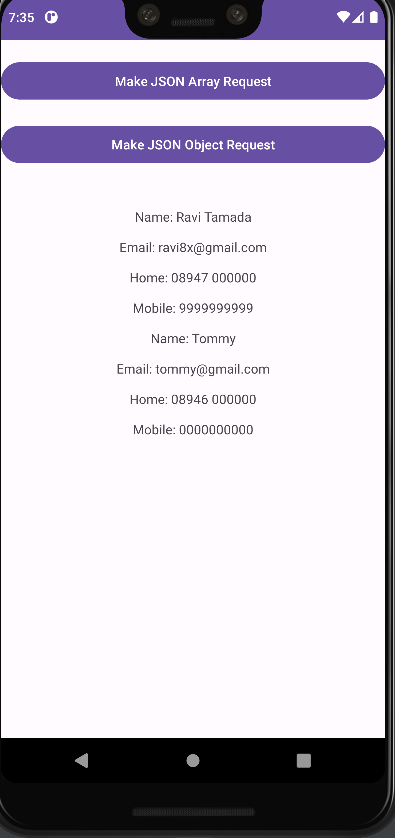 7:35
Make JSON Array Request
Make JSON Object Request
Name: Ravi Tamada
Email: ravi8x@gmail.com
Home: 08947 000000
Mobile: 9999999999
Name: Tommy
Email: tommy@gmail.com
Home: 08946 000000
Mobile: 0000000000